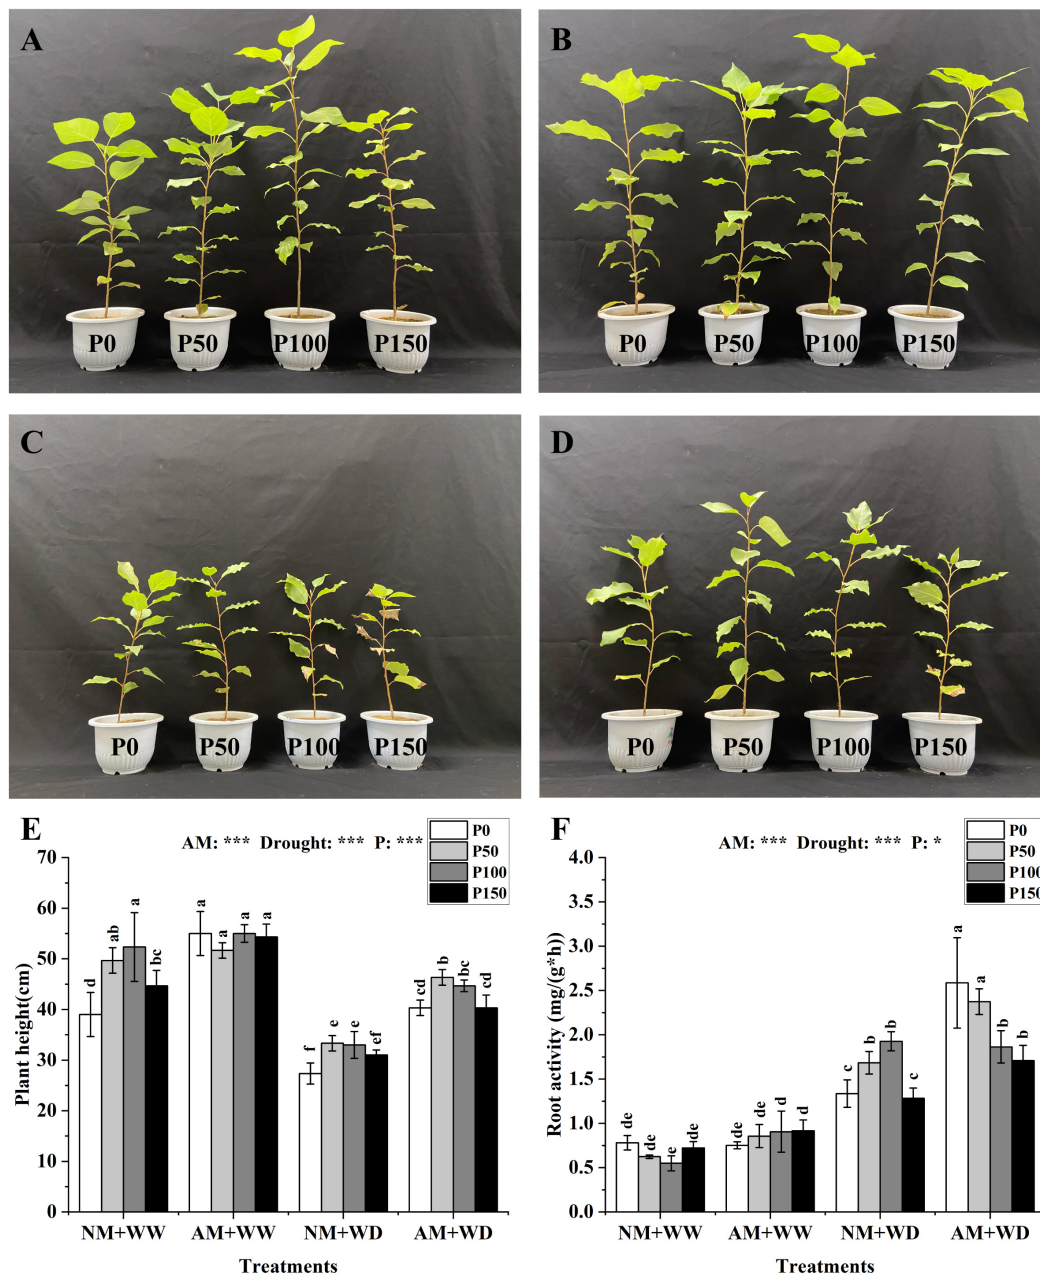 A
P0 P50 P100 P150
B
P0 P50 P100 P150
C
P0 P50 P100 P150
D
P0 P50 P100 P150
E
AM: *** Drought: *** P: ***
P0
P50
P100
P150
Plant height(cm)
70
60
50
40
30
20
10
0
d ab a bc
a a a a
f e e ef
cd b bc cd
NM+WW AM+WW NM+WD AM+WD
Treatments
F
AM: *** Drought: *** P: *
P0
P50
P100
P150
Root activity (mg/(g*h))
4.0
3.5
3.0
2.5
2.0
1.5
1.0
0.5
0.0
de de e de
de de d d
c b b c
a a b b
NM+WW AM+WW NM+WD AM+WD
Treatments